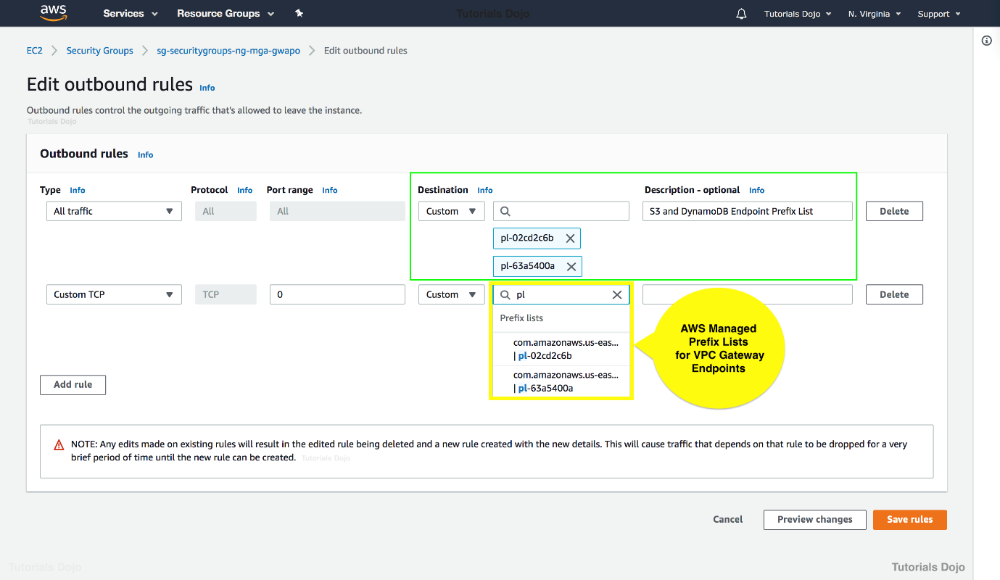 aws Services Resource Groups Tutorials Dojo Tutorials Dojo N. Virginia Support
EC2 Security Groups sg-securitygroups-ng-mga-gwapo Edit outbound rules
Edit outbound rules Info
Outbound rules control the outgoing traffic that's allowed to leave the instance.
Tutorials Dojo
Outbound rules Info
Type Info Protocol Info Port range Info Destination Info Description - optional Info
All traffic All All Custom S3 and DynamoDB Endpoint Prefix List Delete
pl-02cd2c6b
pl-63a5400a
Custom TCP TCP 0 Custom pl Delete
Prefix lists
com.amazonaws.us-eas...
| pl-02cd2c6b
com.amazonaws.us-eas...
| pl-63a5400a
AWS Managed
Prefix Lists
for VPC Gateway
Endpoints
Add rule
NOTE: Any edits made on existing rules will result in the edited rule being deleted and a new rule created with the new details. This will cause traffic that depends on that rule to be dropped for a very
brief period of time until the new rule can be created. Tutorials Dojo
Cancel Preview changes Save rules
Tutorials Dojo Tutorials Dojo